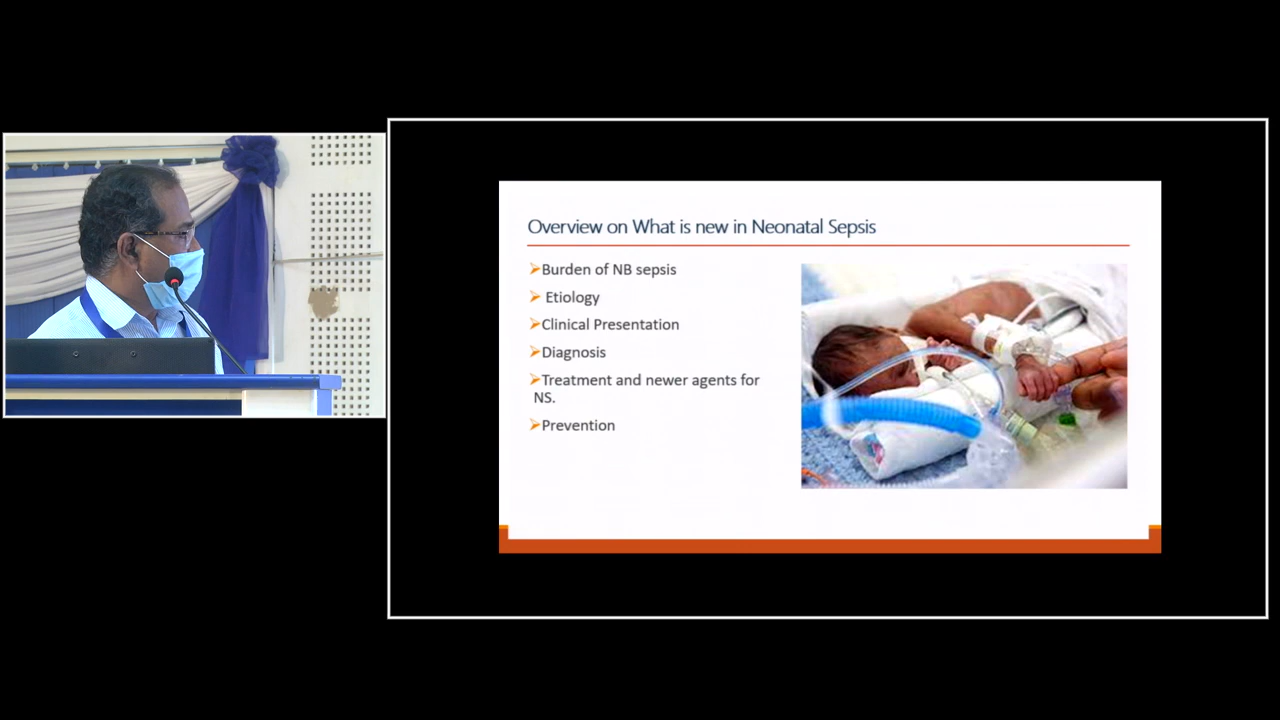 Overview on What is new in Neonatal Sepsis
➢Burden of NB sepsis
➢ Etiology
➢Clinical Presentation
➢Diagnosis
➢Treatment and newer agents for
NS.
➢Prevention